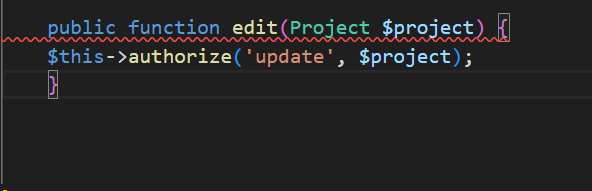 public function edit(Project $project) {
$this->authorize('update', $project);
}